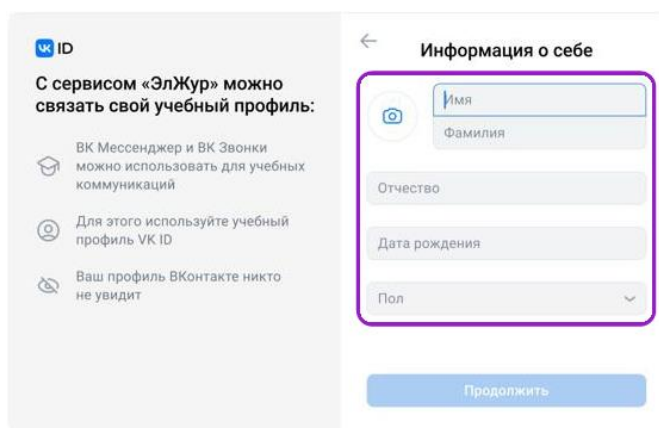 VK ID
С сервисом «ЭлЖур» можно
связать свой учебный профиль:
ВК Мессенджер и ВК Звонки
можно использовать для учебных
коммуникаций
Для этого используйте учебный
профиль VK ID
Ваш профиль ВКонтакте никто
не увидит
Информация о себе
Имя
Фамилия
Отчество
Дата рождения
Пол
Продолжить